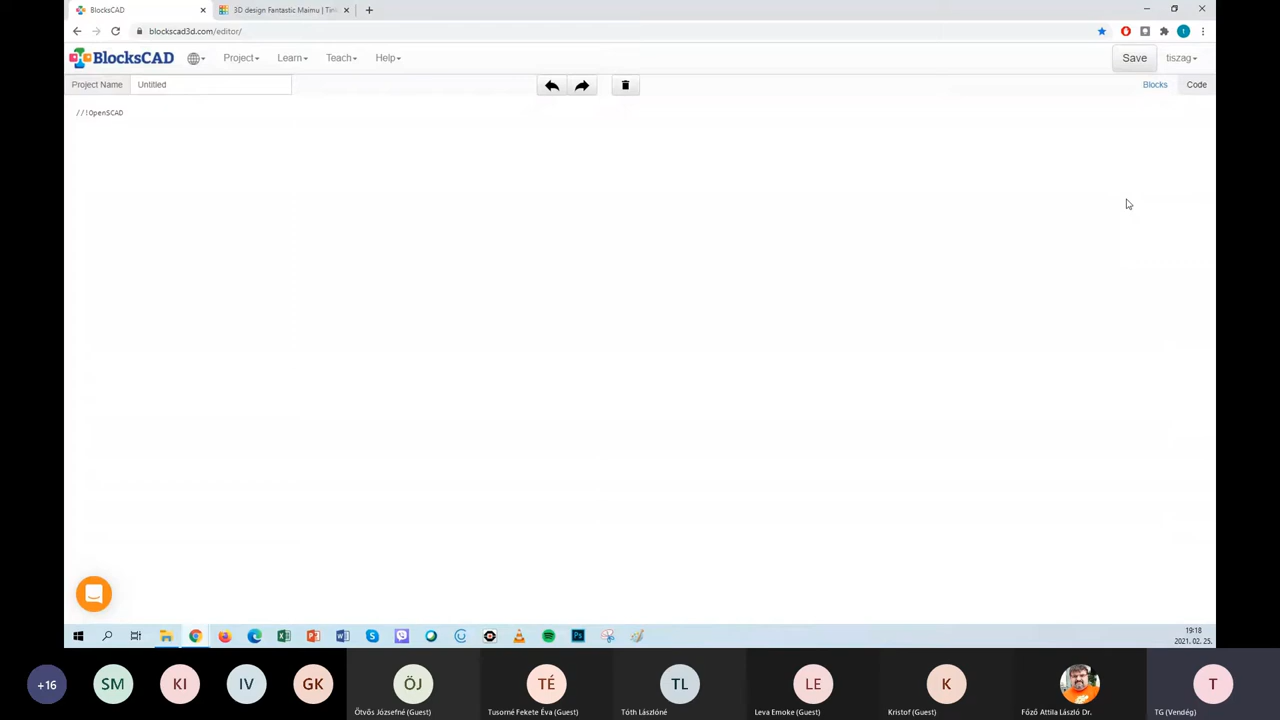 BlocksCAD
3D design Fantastic Maimu | Tin
blockscad3d.com/editor/
t
BlocksCAD
Project
Learn
Teach
Help
Save
tiszag
Project Name
Untitled
Blocks
Code
//!OpenSCAD
19:18
2021. 02. 25.
+16
SM
KI
IV
GK
ÖJ
Ötvös Józsefné (Guest)
TÉ
Tusorné Fekete Éva (Guest)
TL
Tóth Lászlóné
LE
Leva Emoke (Guest)
K
Kristof (Guest)
Főző Attila László Dr.
T
TG (Vendég)